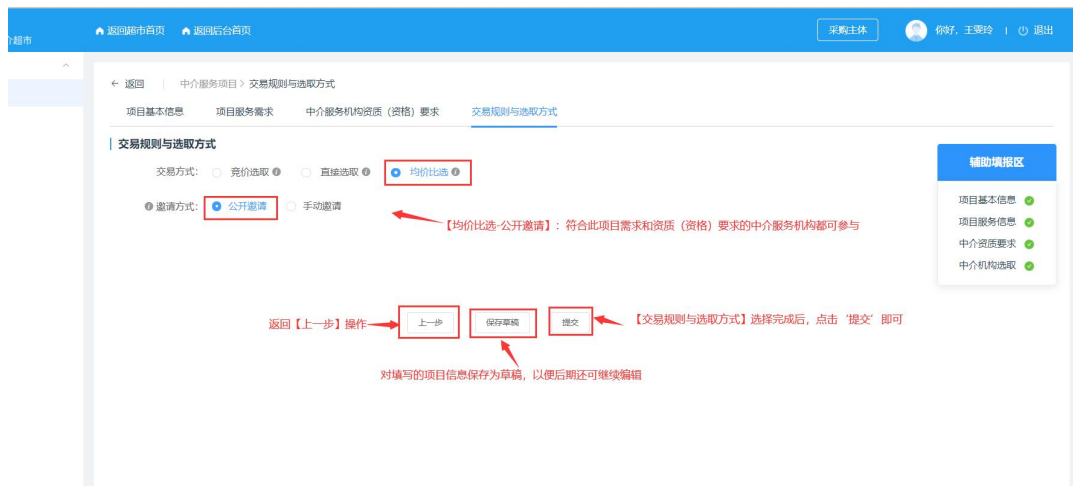 返回超市首页 返回后台首页 采购主体 你好，王雯玲 退出
介超市
← 返回 中介服务项目 > 交易规则与选取方式
项目基本信息 项目服务需求 中介服务机构资质（资格）要求 交易规则与选取方式
交易规则与选取方式
交易方式： 竞价选取 直接选取 均价比选
邀请方式： 公开邀请 手动邀请
【均价比选-公开邀请】：符合此项目需求和资质（资格）要求的中介服务机构都可参与
辅助填报区
项目基本信息
项目服务信息
中介资质要求
中介机构选取
返回【上一步】操作 上一步 保存草稿 提交 【交易规则与选取方式】选择完成后，点击‘提交’即可
对填写的项目信息保存为草稿，以便后期还可继续编辑